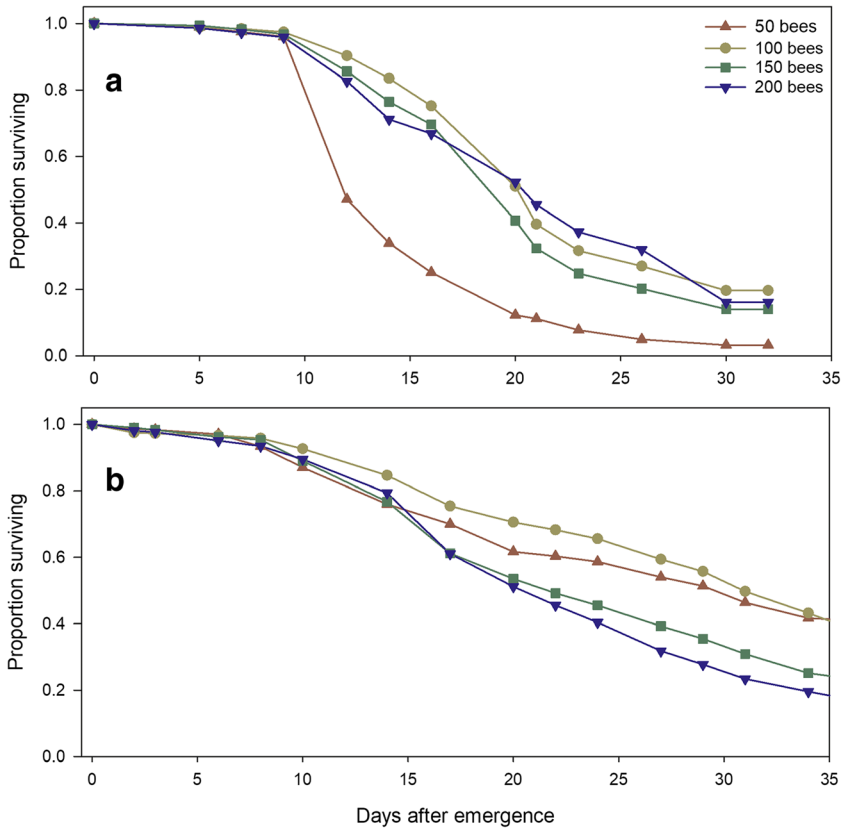 1.0
0.8
0.6
0.4
0.2
0.0
Proportion surviving
a
50 bees
100 bees
150 bees
200 bees
0 5 10 15 20 25 30 35
1.0
0.8
0.6
0.4
0.2
0.0
Proportion surviving
b
0 5 10 15 20 25 30 35
Days after emergence